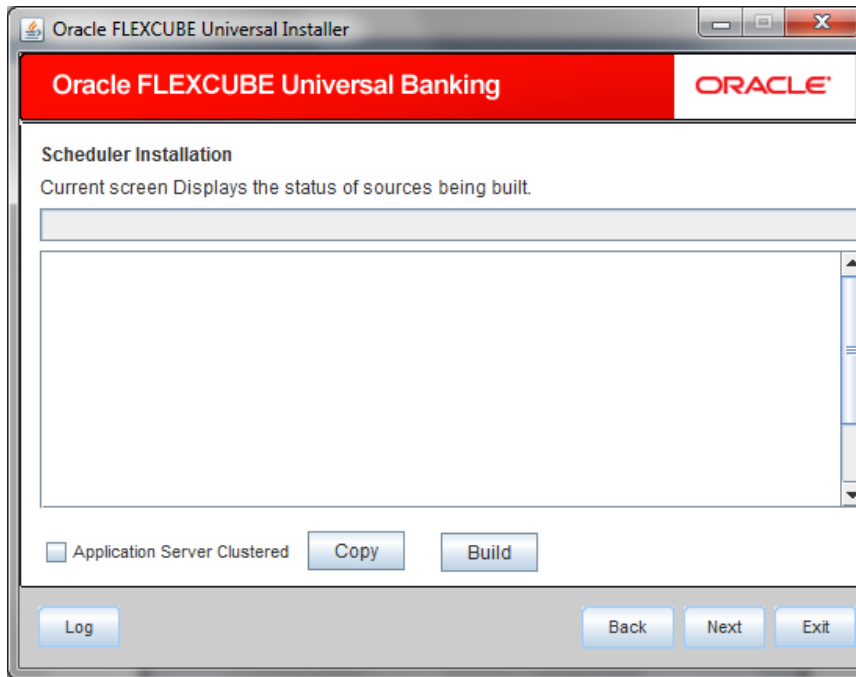 Oracle FLEXCUBE Universal Installer
Oracle FLEXCUBE Universal Banking
ORACLE
Scheduler Installation
Current screen Displays the status of sources being built.
Application Server Clustered Copy Build
Log Back Next Exit